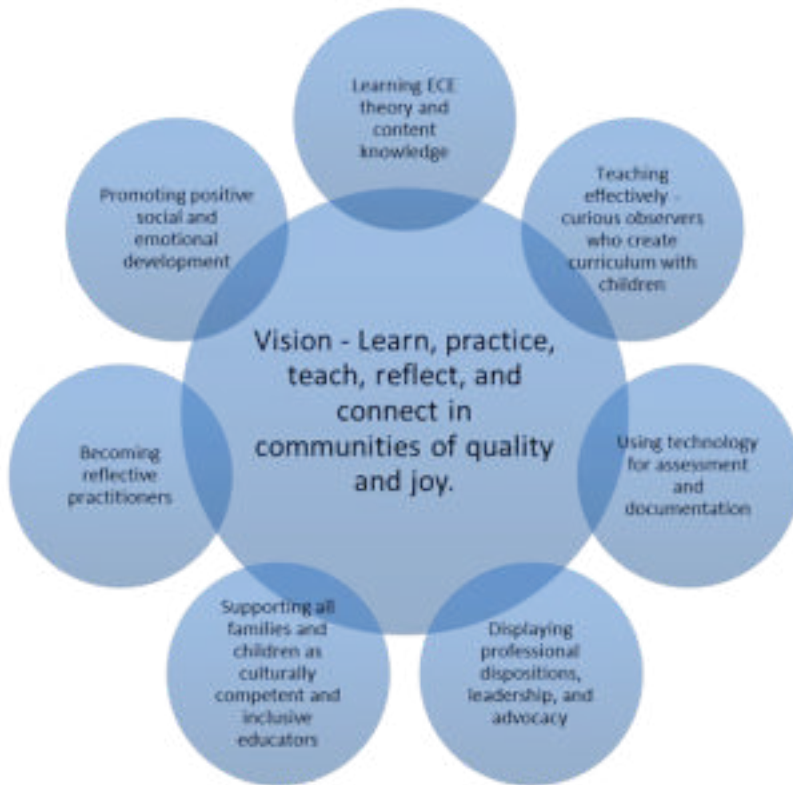 Learning ECE
theory and
content
knowledge
Teaching
effectively -
curious observers
who create
curriculum with
children
Using technology
for assessment
and
documentation
Displaying
professional
dispositions,
leadership, and
advocacy
Supporting all
families and
children as
culturally
competent and
inclusive
educators
Becoming
reflective
practitioners
Promoting positive
social and
emotional
development
Vision - Learn, practice,
teach, reflect, and
connect in
communities of quality
and joy.